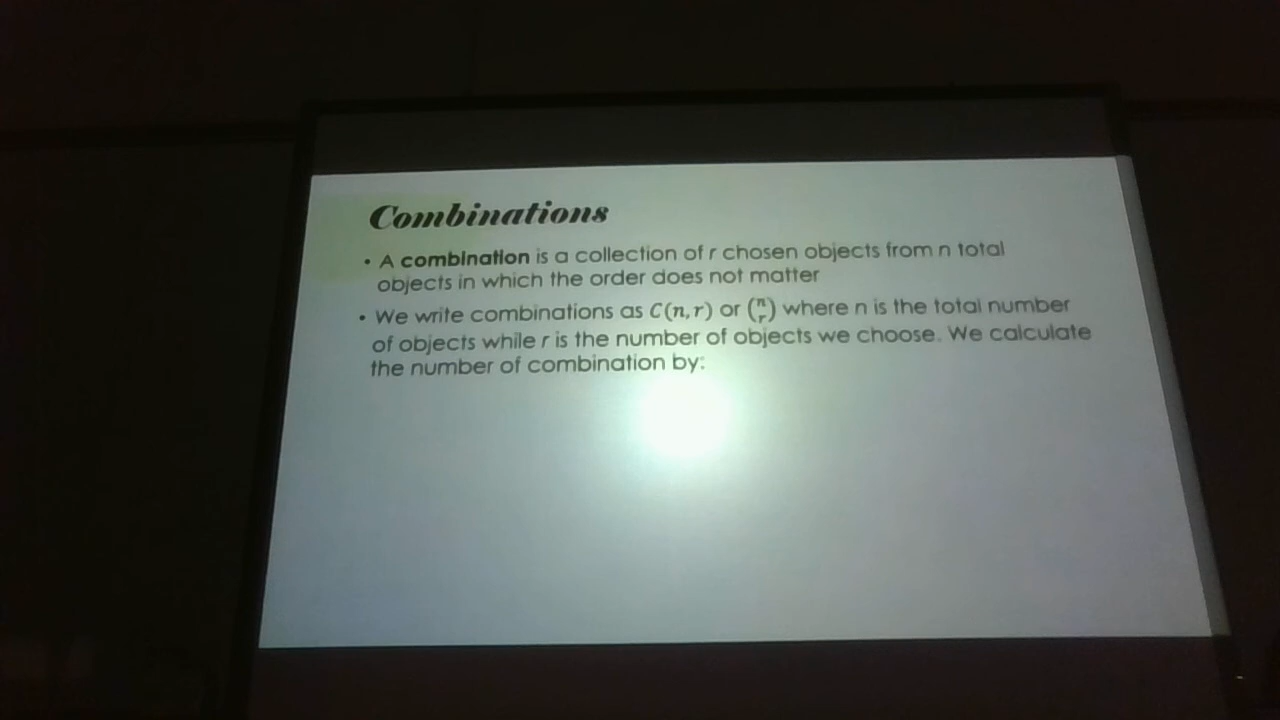 Combinations
• A combination is a collection of r chosen objects from n total
objects in which the order does not matter
• We write combinations as C(n,r) or (n r) where n is the total number
of objects while r is the number of objects we choose. We calculate
the number of combination by: